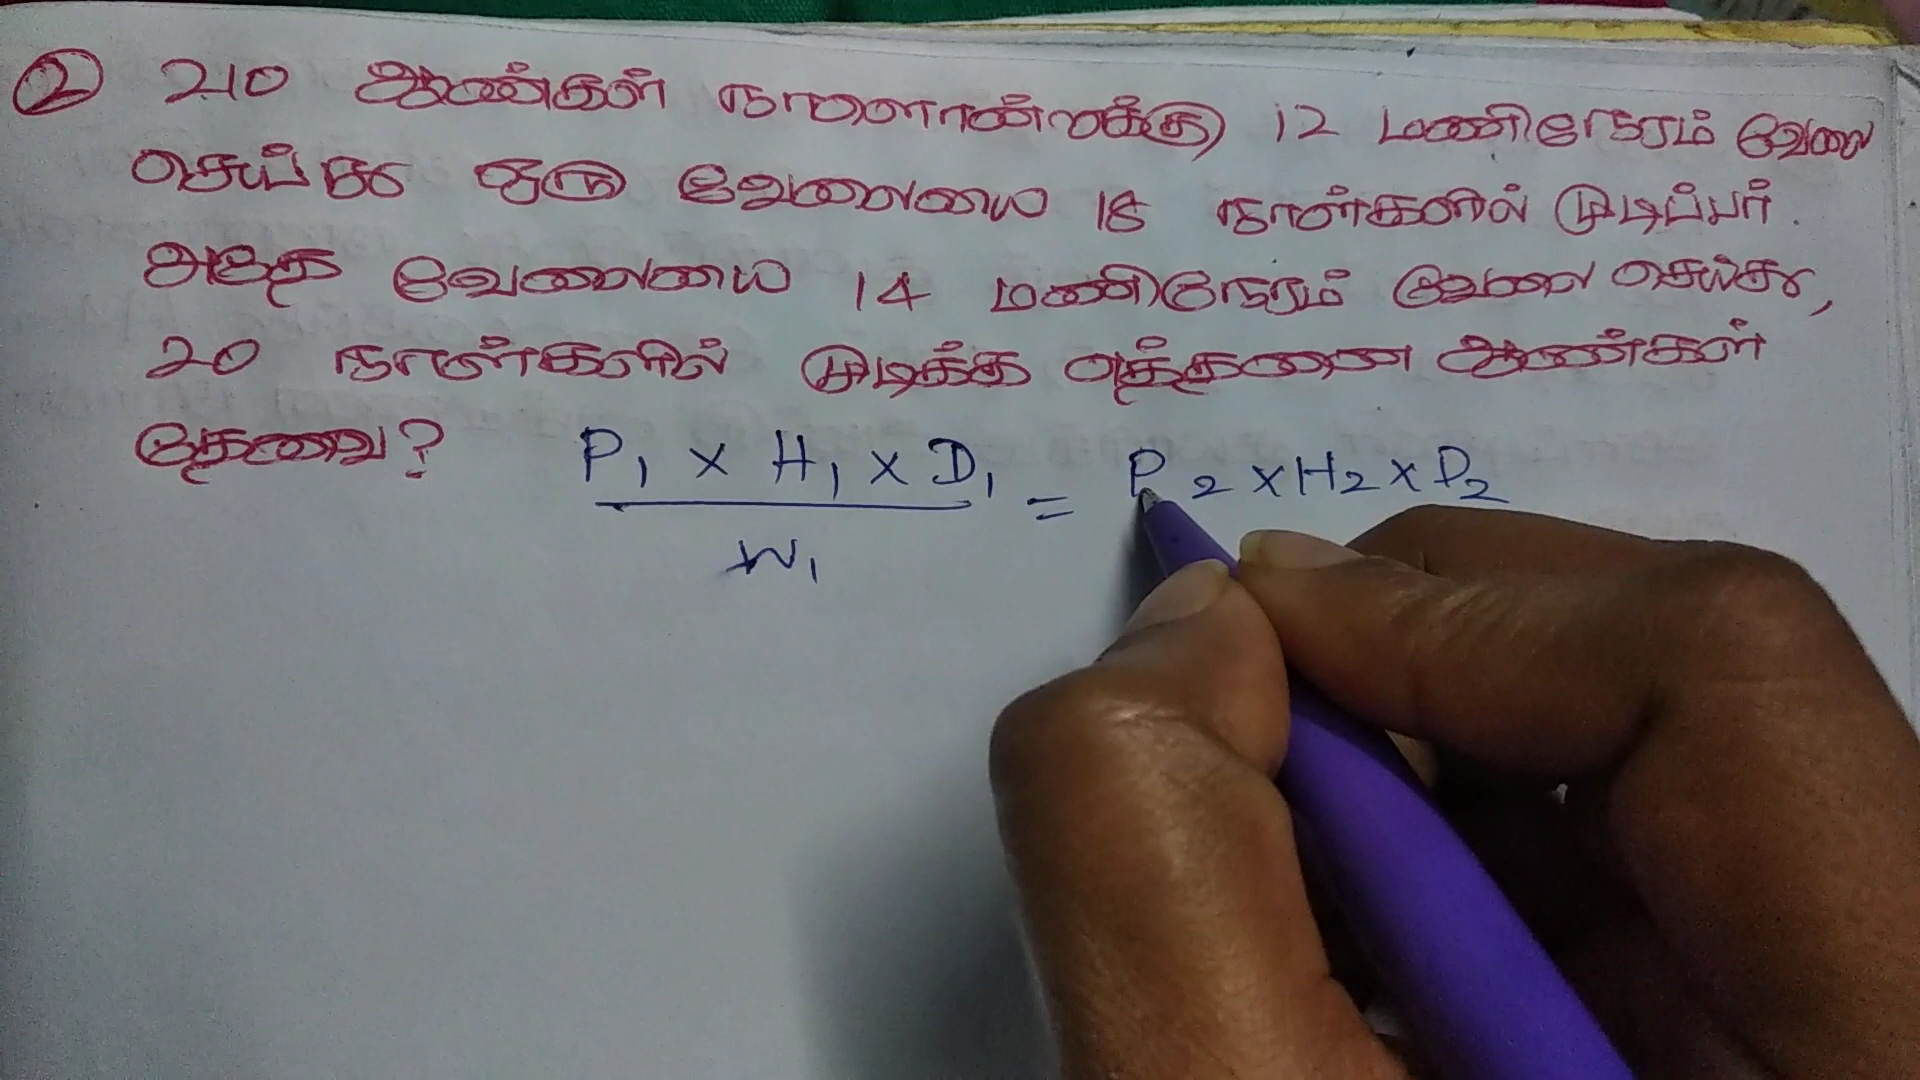 ② 210 ஆண்கள் நாளொன்றுக்கு 12 மணிநேரம் வேலை
செய்து ஒரு வேலையை 18 நாள்களில் முடிப்பர்.
அதே வேலையை 14 மணிநேரம் வேலை செய்து,
20 நாள்களில் முடிக்க எத்தனை ஆண்கள்
தேவை?
P₁ × H₁ × D₁ = P₂ × H₂ × D₂
W₁